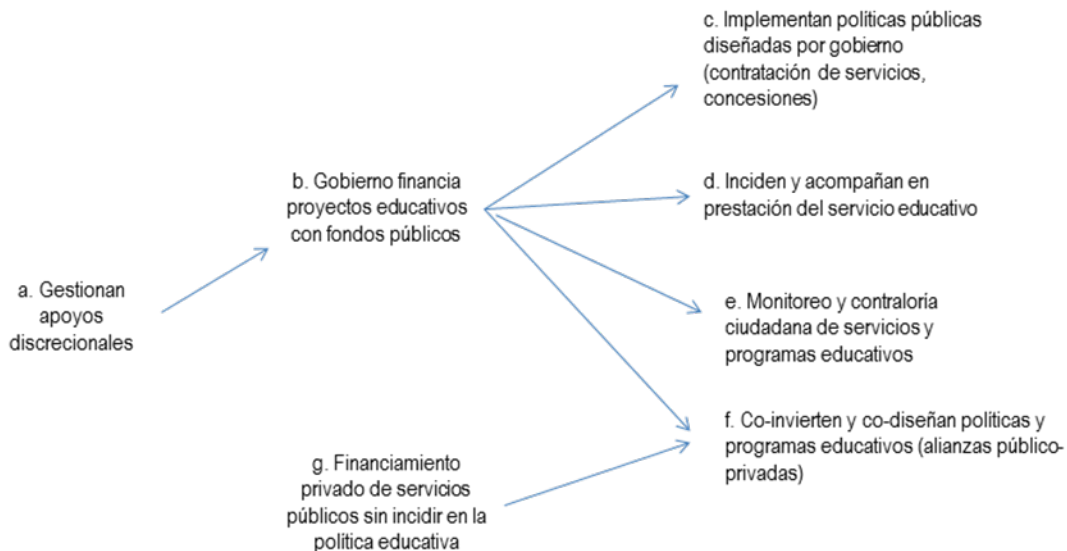 a. Gestionan
apoyos
discrecionales
b. Gobierno financia
proyectos educativos
con fondos públicos
c. Implementan políticas públicas
diseñadas por gobierno
(contratación de servicios,
concesiones)
d. Inciden y acompañan en
prestación del servicio educativo
e. Monitoreo y contraloría
ciudadana de servicios y
programas educativos
f. Co-invierten y co-diseñan políticas y
programas educativos (alianzas público-
privadas)
g. Financiamiento
privado de servicios
públicos sin incidir en la
política educativa